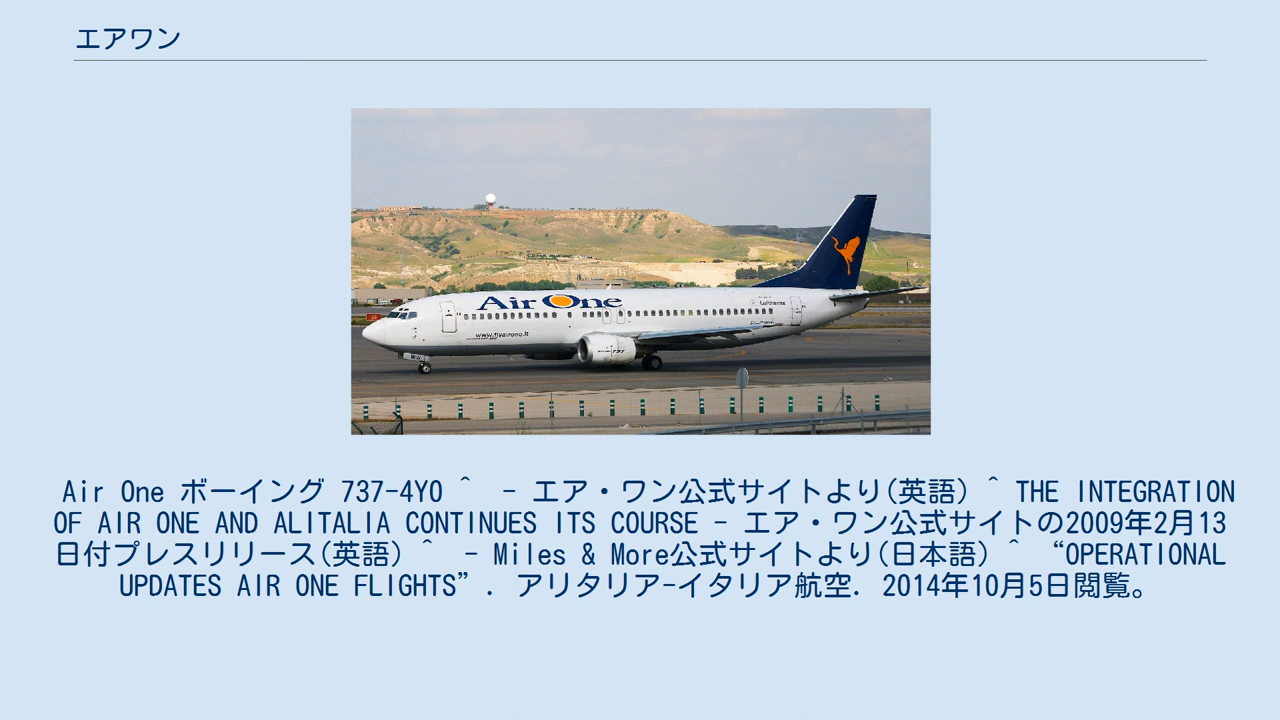 エアワン
Air One
www.flyairone.it
Lufthansa
737
Air One ボーイング 737-4Y0 ^ - エア・ワン公式サイトより(英語) ^ THE INTEGRATION
OF AIR ONE AND ALITALIA CONTINUES ITS COURSE - エア・ワン公式サイトの2009年2月13
日付プレスリリース(英語) ^ - Miles & More公式サイトより(日本語) ^ “OPERATIONAL
UPDATES AIR ONE FLIGHTS”. アリタリア-イタリア航空. 2014年10月5日閲覧。